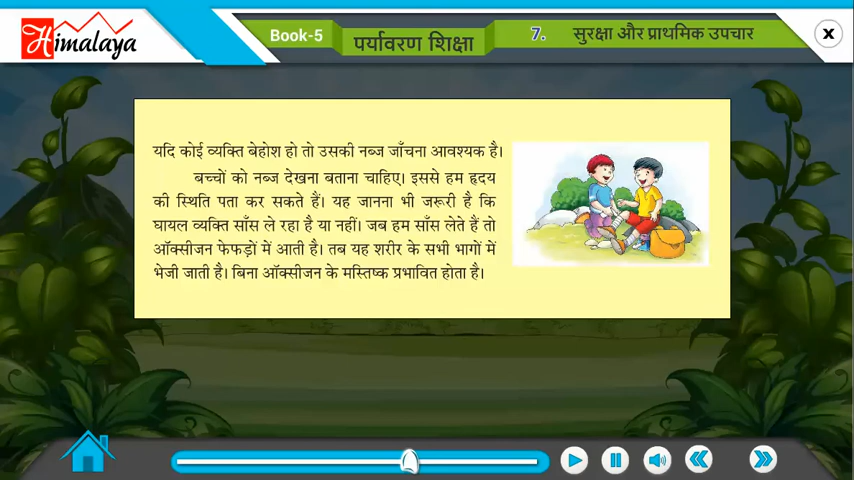 Himalaya
Book-5
पर्यावरण शिक्षा
7. सुरक्षा और प्राथमिक उपचार
X
यदि कोई व्यक्ति बेहोश हो तो उसकी नब्ज जाँचना आवश्यक है।
बच्चों को नब्ज देखना बताना चाहिए। इससे हम हृदय
की स्थिति पता कर सकते हैं। यह जानना भी जरूरी है कि
घायल व्यक्ति साँस ले रहा है या नहीं। जब हम साँस लेते हैं तो
ऑक्सीजन फेफड़ों में आती है। तब यह शरीर के सभी भागों में
भेजी जाती है। बिना ऑक्सीजन के मस्तिष्क प्रभावित होता है।